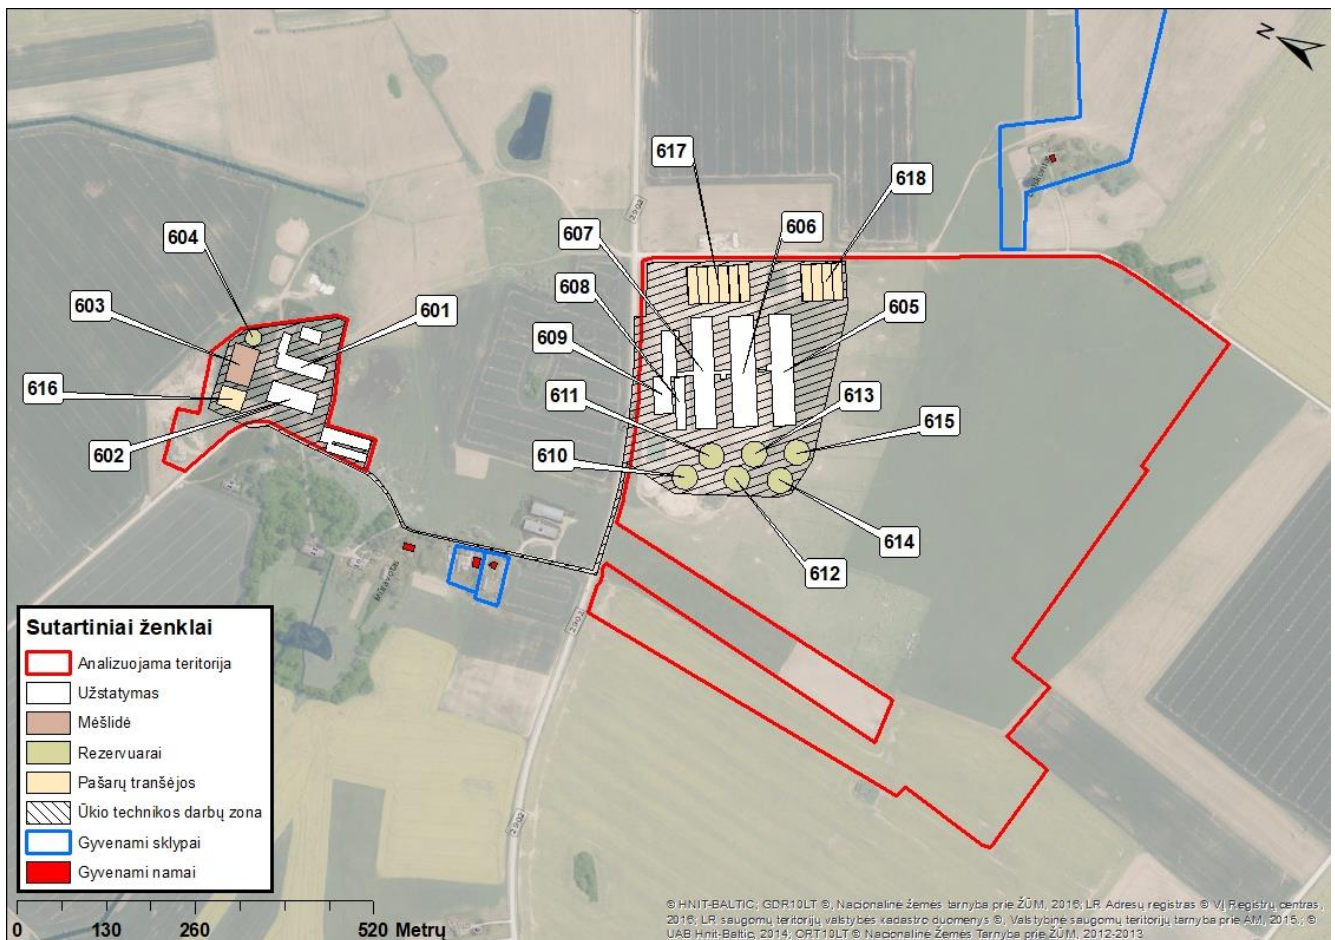 Z
2902
617
618
604
607
606
608
603
601
605
609
616
611
613
615
602
610
614
612
2902
Sutartiniai ženklai
Analizuojama teritorija
Užstatymas
Mėšlidė
Rezervuarai
Pašarų tranšėjos
Ūkio technikos darbų zona
Gyvenami sklypai
Gyvenami namai
2902
0 130 260 520 Metrų
© HNIT-BALTIC; GDR10LT ©, Nacionalinė žemės tarnyba prie ŽŪM, 2016; LR Adresų registras © VĮ Registrų centras,
2016; LR saugomų teritorijų valstybės kadastro duomenys ©, Valstybinė saugomų teritorijų tarnyba prie AM, 2015.; ©
UAB Hnit-Baltic, 2014; ORT10LT © Nacionalinė Žemės Tarnyba prie ŽŪM, 2012-2013